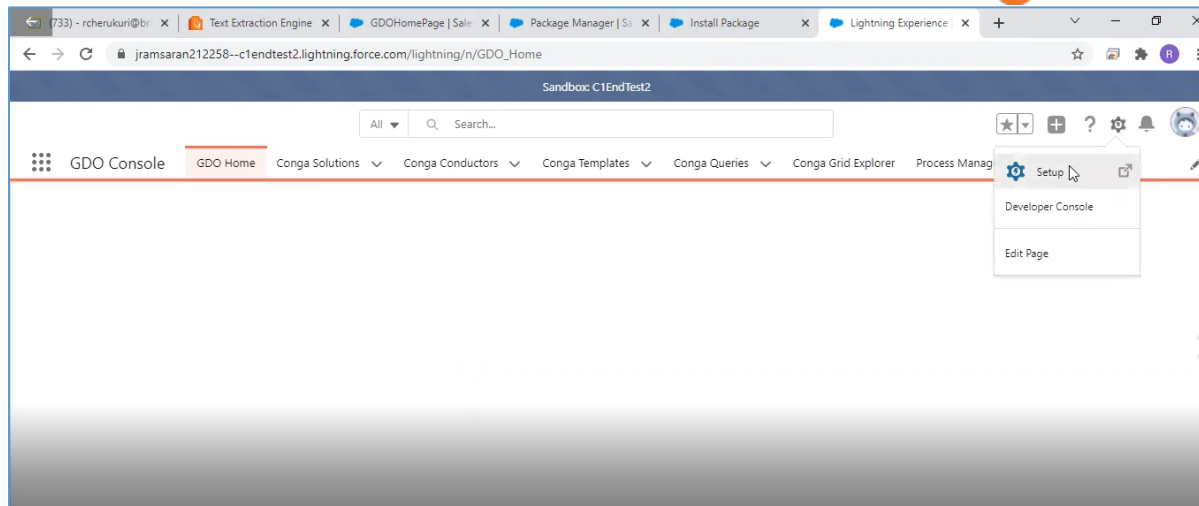 (733) - rcherukuri@br
Text Extraction Engine
GDOHomePage | Sale
Package Manager | Sa
Install Package
Lightning Experience |
jramsaran212258--c1endtest2.lightning.force.com/lightning/n/GDO_Home
R
Sandbox: C1EndTest2
All
Search...
GDO Console
GDO Home
Conga Solutions
Conga Conductors
Conga Templates
Conga Queries
Conga Grid Explorer
Process Manag
Setup
Developer Console
Edit Page